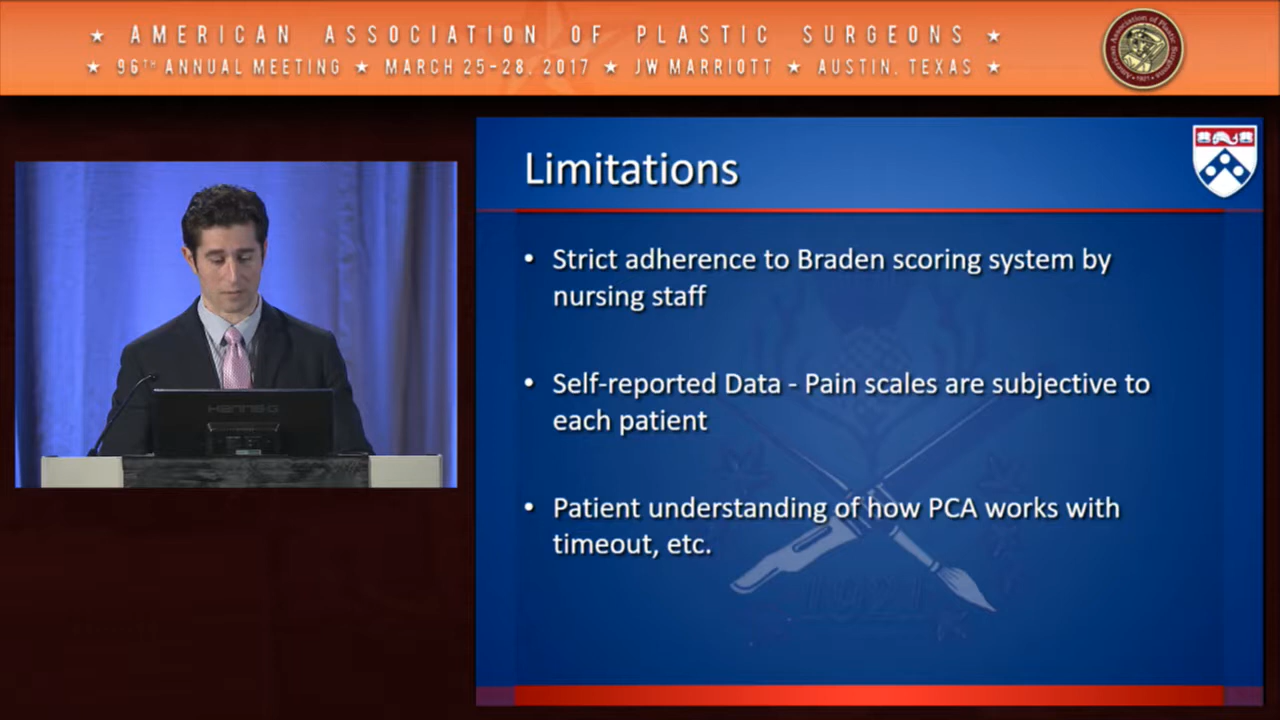 ★ AMERICAN ASSOCIATION OF PLASTIC SURGEONS ★
★ 96TH ANNUAL MEETING ★ MARCH 25-28, 2017 ★ JW MARRIOTT ★ AUSTIN, TEXAS ★
Limitations
• Strict adherence to Braden scoring system by
nursing staff
• Self-reported Data - Pain scales are subjective to
each patient
• Patient understanding of how PCA works with
timeout, etc.
1921